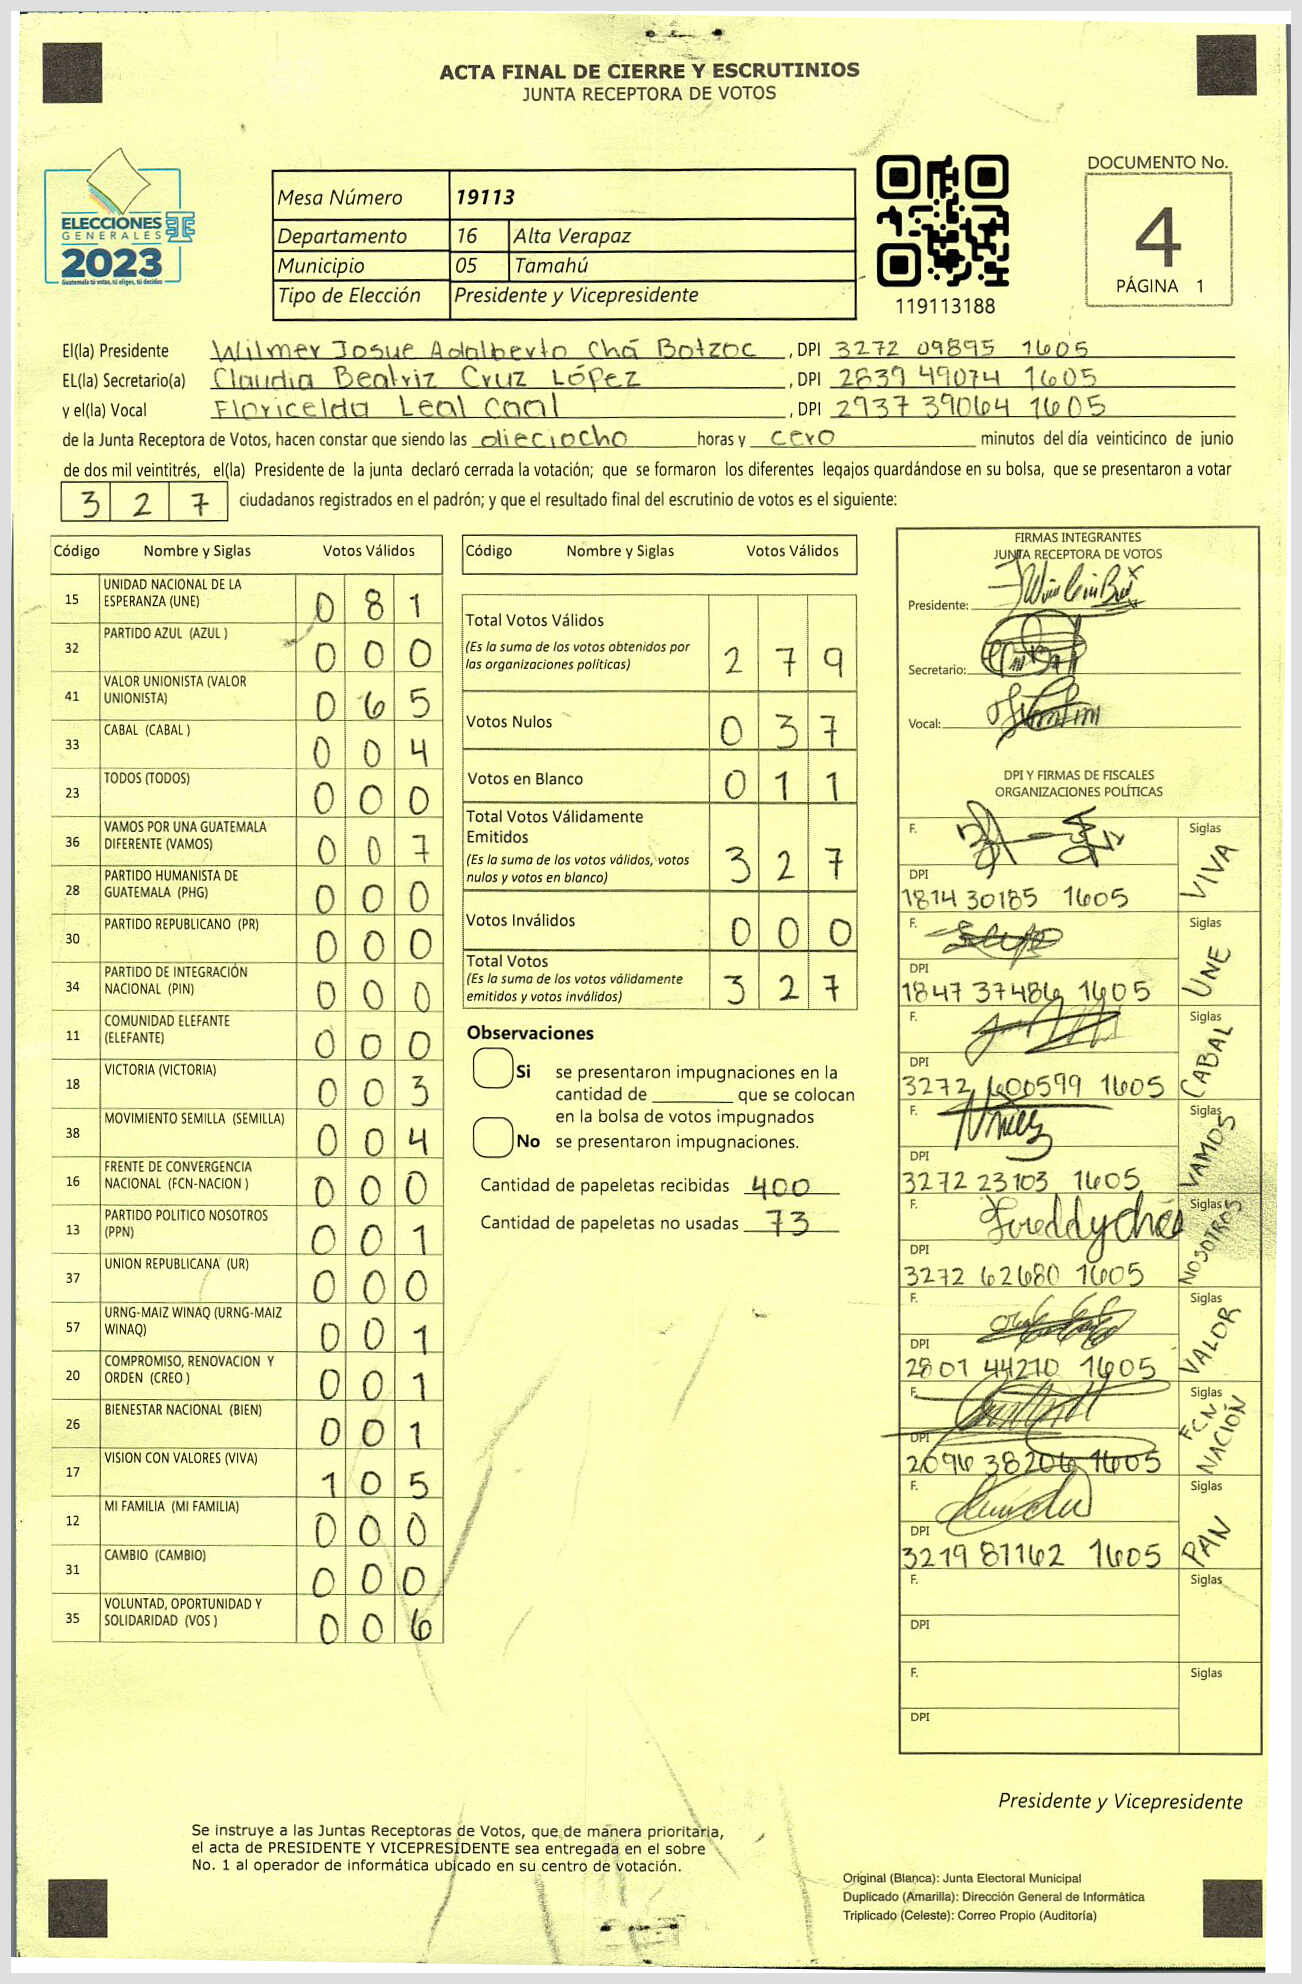 ACTA FINAL DE CIERRE Y ESCRUTINIOS
JUNTA RECEPTORA DE VOTOS
ELECCIONES
GENERALES
2023
Guatemala tú votas, tú eliges, tú decides
Mesa Número 19113
Departamento 16 Alta Verapaz
Municipio 05 Tamahú
Tipo de Elección Presidente y Vicepresidente
119113188
DOCUMENTO No.
4
PÁGINA 1
El(la) Presidente Wilmer Josue Adalberto Chá Botzoc, DPI 3272 09895 1605
EL(la) Secretario(a) Claudia Beatriz Cruz López, DPI 2839 49074 1605
y el(la) Vocal Floricelda Leal Caal, DPI 2937 39064 1605
de la Junta Receptora de Votos, hacen constar que siendo las dieciocho horas y cero minutos del día veinticinco de junio
de dos mil veintitrés, el(la) Presidente de la junta declaró cerrada la votación; que se formaron los diferentes legajos guardándose en su bolsa, que se presentaron a votar
3 2 7 ciudadanos registrados en el padrón; y que el resultado final del escrutinio de votos es el siguiente:
Código Nombre y Siglas Votos Válidos
15 UNIDAD NACIONAL DE LA ESPERANZA (UNE) 0 8 1
32 PARTIDO AZUL (AZUL ) 0 0 0
41 VALOR UNIONISTA (VALOR UNIONISTA) 0 6 5
33 CABAL (CABAL ) 0 0 4
23 TODOS (TODOS) 0 0 0
36 VAMOS POR UNA GUATEMALA DIFERENTE (VAMOS) 0 0 7
28 PARTIDO HUMANISTA DE GUATEMALA (PHG) 0 0 0
30 PARTIDO REPUBLICANO (PR) 0 0 0
34 PARTIDO DE INTEGRACIÓN NACIONAL (PIN) 0 0 0
11 COMUNIDAD ELEFANTE (ELEFANTE) 0 0 0
18 VICTORIA (VICTORIA) 0 0 3
38 MOVIMIENTO SEMILLA (SEMILLA) 0 0 4
16 FRENTE DE CONVERGENCIA NACIONAL (FCN-NACION ) 0 0 0
13 PARTIDO POLITICO NOSOTROS (PPN) 0 0 1
37 UNION REPUBLICANA (UR) 0 0 0
57 URNG-MAIZ WINAQ (URNG-MAIZ WINAQ) 0 0 1
20 COMPROMISO, RENOVACION Y ORDEN (CREO ) 0 0 1
26 BIENESTAR NACIONAL (BIEN) 0 0 1
17 VISION CON VALORES (VIVA) 1 0 5
12 MI FAMILIA (MI FAMILIA) 0 0 0
31 CAMBIO (CAMBIO) 0 0 0
35 VOLUNTAD, OPORTUNIDAD Y SOLIDARIDAD (VOS ) 0 0 6
Código Nombre y Siglas Votos Válidos
Total Votos Válidos
(Es la suma de los votos obtenidos por
las organizaciones políticas) 2 7 9
Votos Nulos 0 3 7
Votos en Blanco 0 1 1
Total Votos Válidamente
Emitidos
(Es la suma de los votos válidos, votos
nulos y votos en blanco) 3 2 7
Votos Inválidos 0 0 0
Total Votos
(Es la suma de los votos válidamente
emitidos y votos inválidos) 3 2 7
Observaciones
Si se presentaron impugnaciones en la
cantidad de ________ que se colocan
en la bolsa de votos impugnados
No se presentaron impugnaciones.
Cantidad de papeletas recibidas 400
Cantidad de papeletas no usadas 73
FIRMAS INTEGRANTES
JUNTA RECEPTORA DE VOTOS
Presidente:
Secretario:
Vocal:
DPI Y FIRMAS DE FISCALES
ORGANIZACIONES POLÍTICAS
F. Siglas VIVA
DPI
1814 30185 1605
F. Siglas UNE
DPI
1847 37486 1605
F. Siglas CABAL
DPI
3272 600599 1605
F. Siglas VAMOS
DPI
3272 23103 1605
F. Freddy Chá Siglas NOSOTROS
DPI
3272 62680 1605
F. Siglas VALOR
DPI
2801 44270 1605
F. Siglas FCN NACIÓN
DPI
2096 38206 1605
F. Siglas PAN
DPI
3219 81162 1605
F. Siglas
DPI
F. Siglas
DPI
Presidente y Vicepresidente
Se instruye a las Juntas Receptoras de Votos, que de manera prioritaria,
el acta de PRESIDENTE Y VICEPRESIDENTE sea entregada en el sobre
No. 1 al operador de informática ubicado en su centro de votación.
Original (Blanca): Junta Electoral Municipal
Duplicado (Amarilla): Dirección General de Informática
Triplicado (Celeste): Correo Propio (Auditoría)